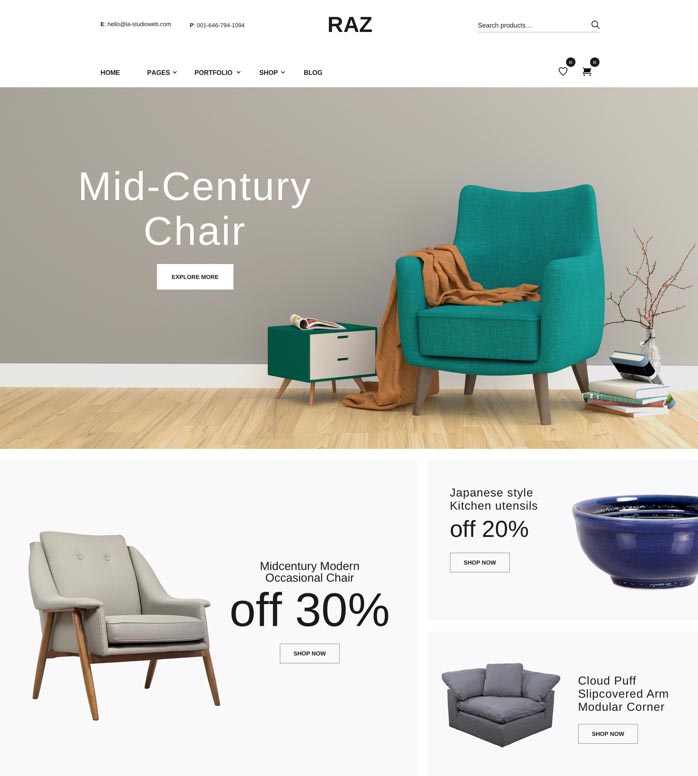 E: hello@la-studioweb.com
P: 001-646-794-1094
RAZ
Search products...
HOME
PAGES
PORTFOLIO
SHOP
BLOG
Mid-Century
Chair
EXPLORE MORE
Midcentury Modern
Occasional Chair
off 30%
SHOP NOW
Japanese style
Kitchen utensils
off 20%
SHOP NOW
Cloud Puff
Slipcovered Arm
Modular Corner
SHOP NOW